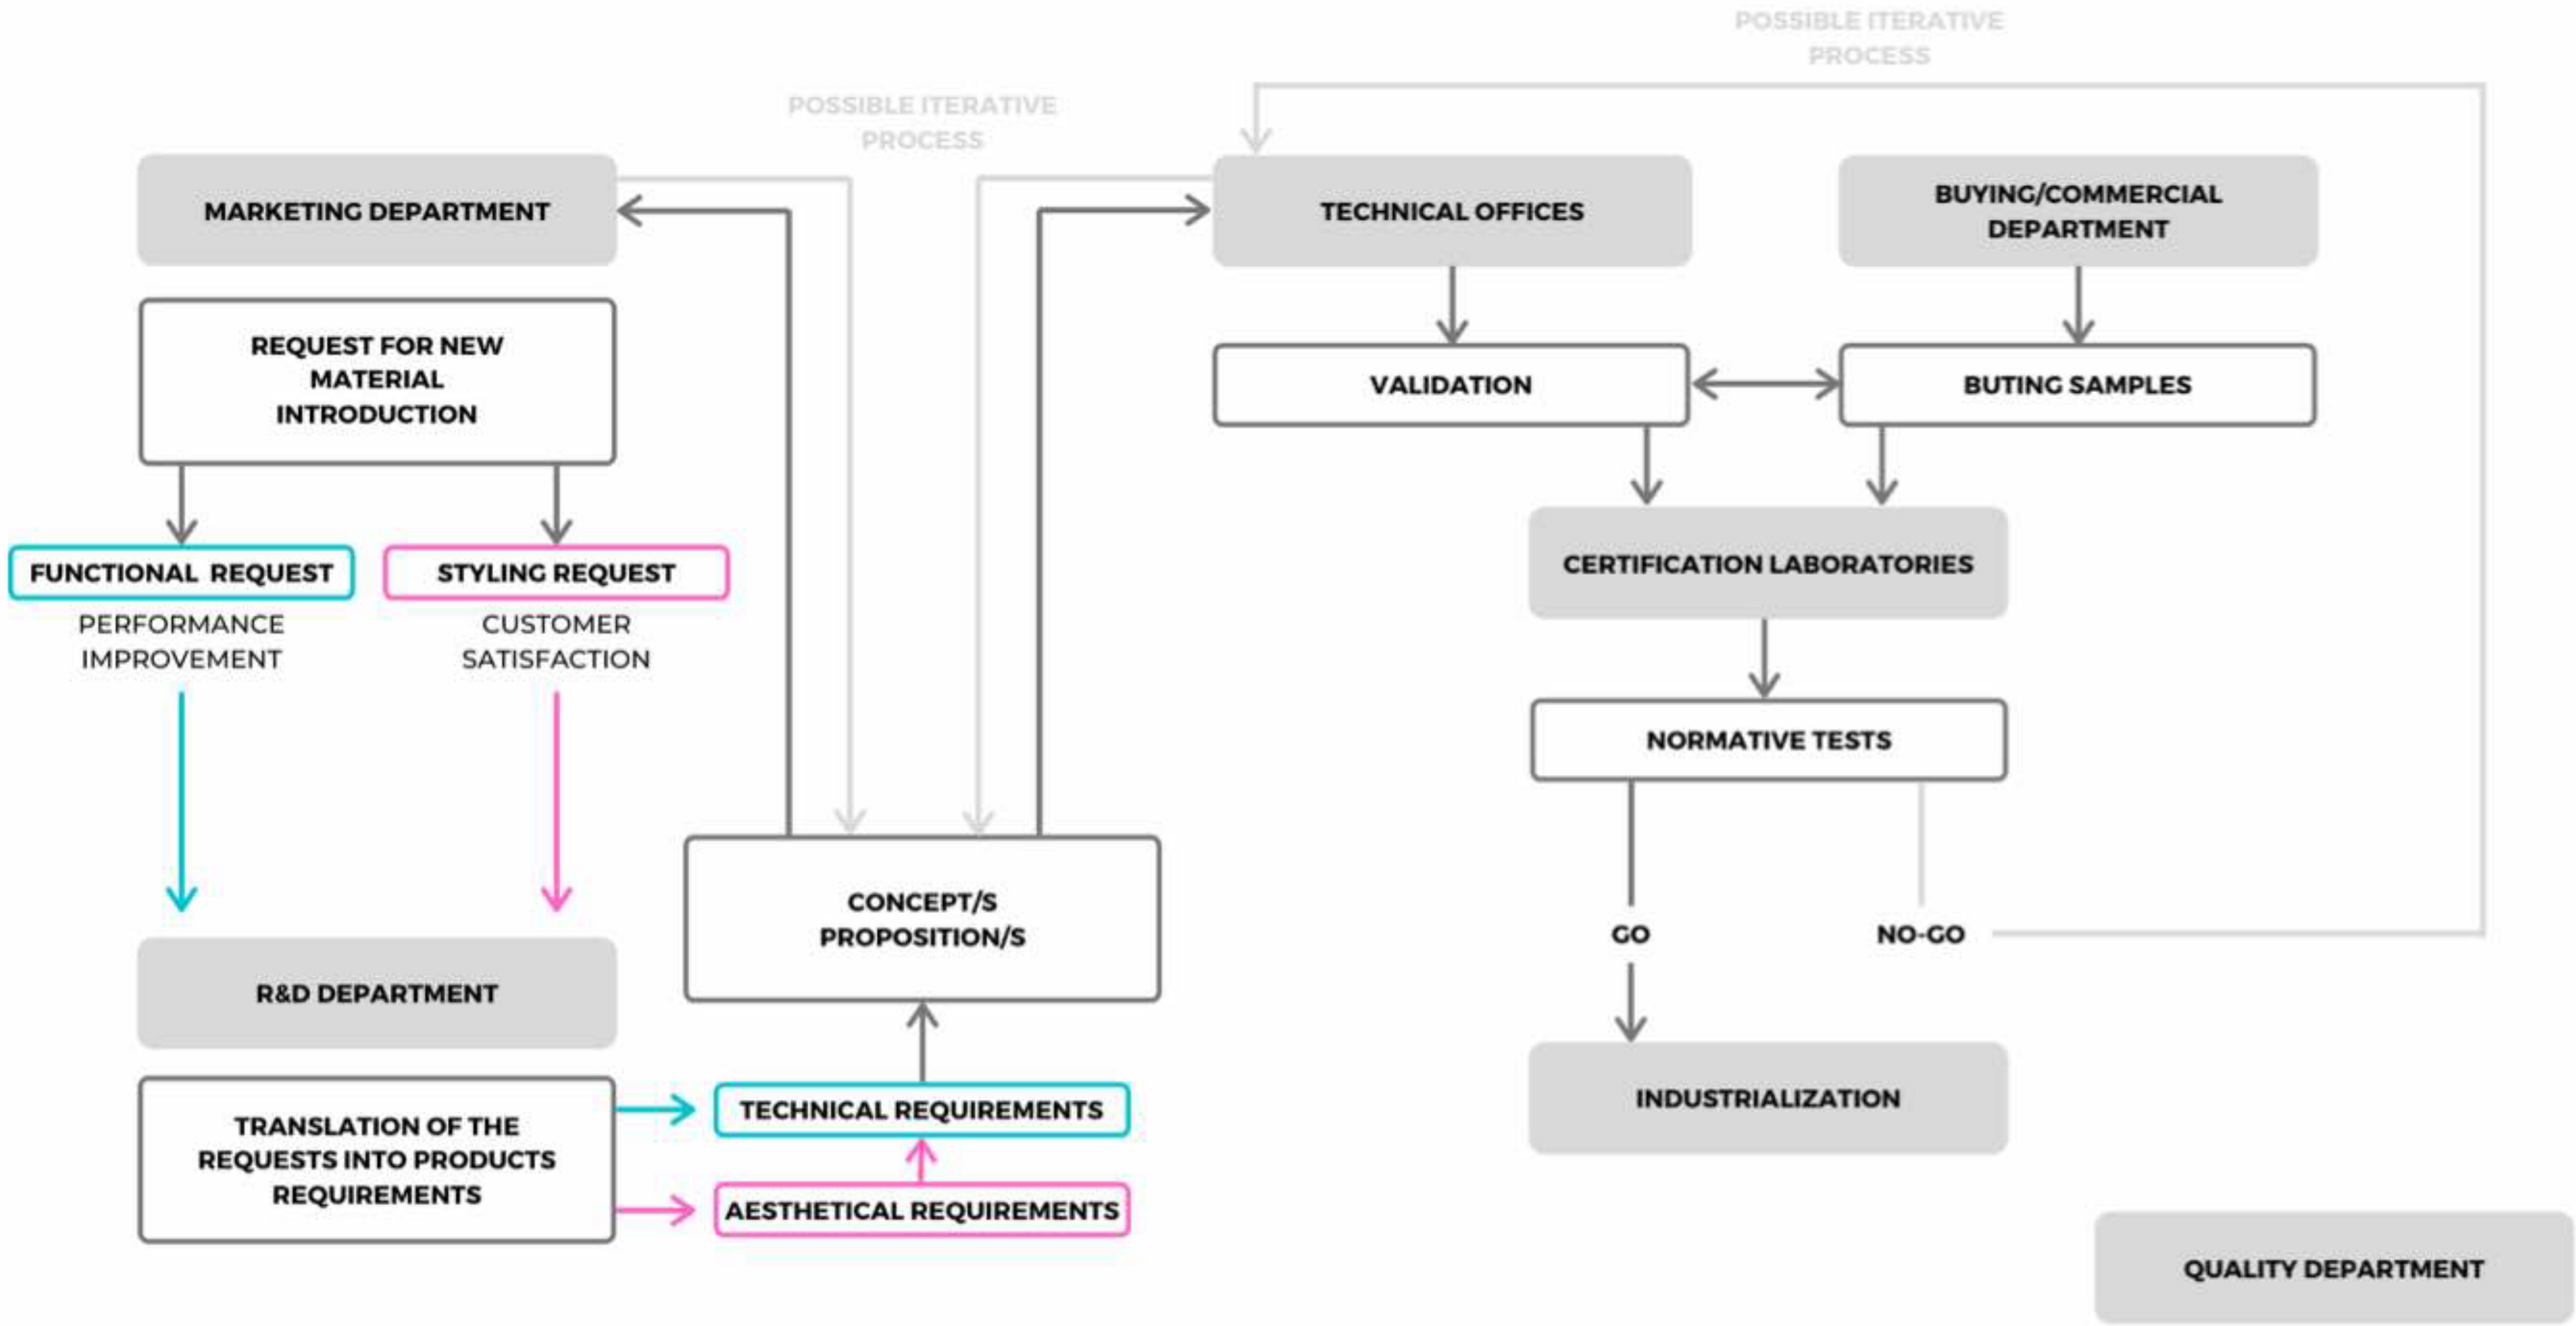 POSSIBLE ITERATIVE
PROCESS
POSSIBLE ITERATIVE
PROCESS
MARKETING DEPARTMENT
TECHNICAL OFFICES
BUYING/COMMERCIAL
DEPARTMENT
REQUEST FOR NEW
MATERIAL
INTRODUCTION
VALIDATION
BUTING SAMPLES
FUNCTIONAL REQUEST
STYLING REQUEST
PERFORMANCE
IMPROVEMENT
CUSTOMER
SATISFACTION
CERTIFICATION LABORATORIES
NORMATIVE TESTS
CONCEPT/S
PROPOSITION/S
GO
NO-GO
R&D DEPARTMENT
TRANSLATION OF THE
REQUESTS INTO PRODUCTS
REQUIREMENTS
TECHNICAL REQUIREMENTS
AESTHETICAL REQUIREMENTS
INDUSTRIALIZATION
QUALITY DEPARTMENT